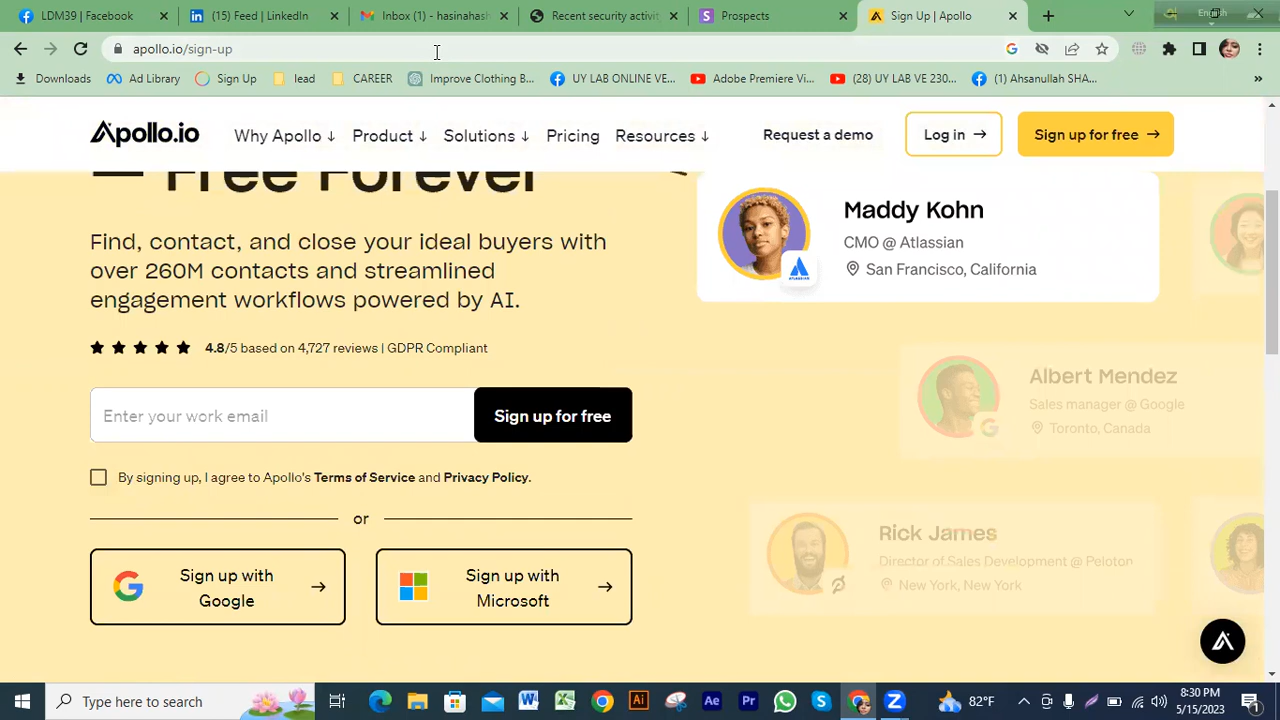 LDM39 | Facebook
(15) Feed | LinkedIn
Inbox (1) - hasinahash
Recent security activit
Prospects
Sign Up | Apollo
English
apollo.io/sign-up
Downloads
Ad Library
Sign Up
lead
CAREER
Improve Clothing B...
UY LAB ONLINE VE...
Adobe Premiere Vi...
(28) UY LAB VE 230...
(1) Ahsanullah SHA...
Apollo.io
Why Apollo ↓
Product ↓
Solutions ↓
Pricing
Resources ↓
Request a demo
Log in →
Sign up for free →
— Free Forever
Find, contact, and close your ideal buyers with
over 260M contacts and streamlined
engagement workflows powered by AI.
4.8/5 based on 4,727 reviews | GDPR Compliant
Enter your work email
Sign up for free
By signing up, I agree to Apollo's Terms of Service and Privacy Policy.
or
Sign up with
Google
Sign up with
Microsoft
Maddy Kohn
CMO @ Atlassian
San Francisco, California
ATLASSIAN
Albert Mendez
Sales manager @ Google
Toronto, Canada
Rick James
Director of Sales Development @ Peloton
New York, New York
Type here to search
82°F
8:30 PM
5/15/2023